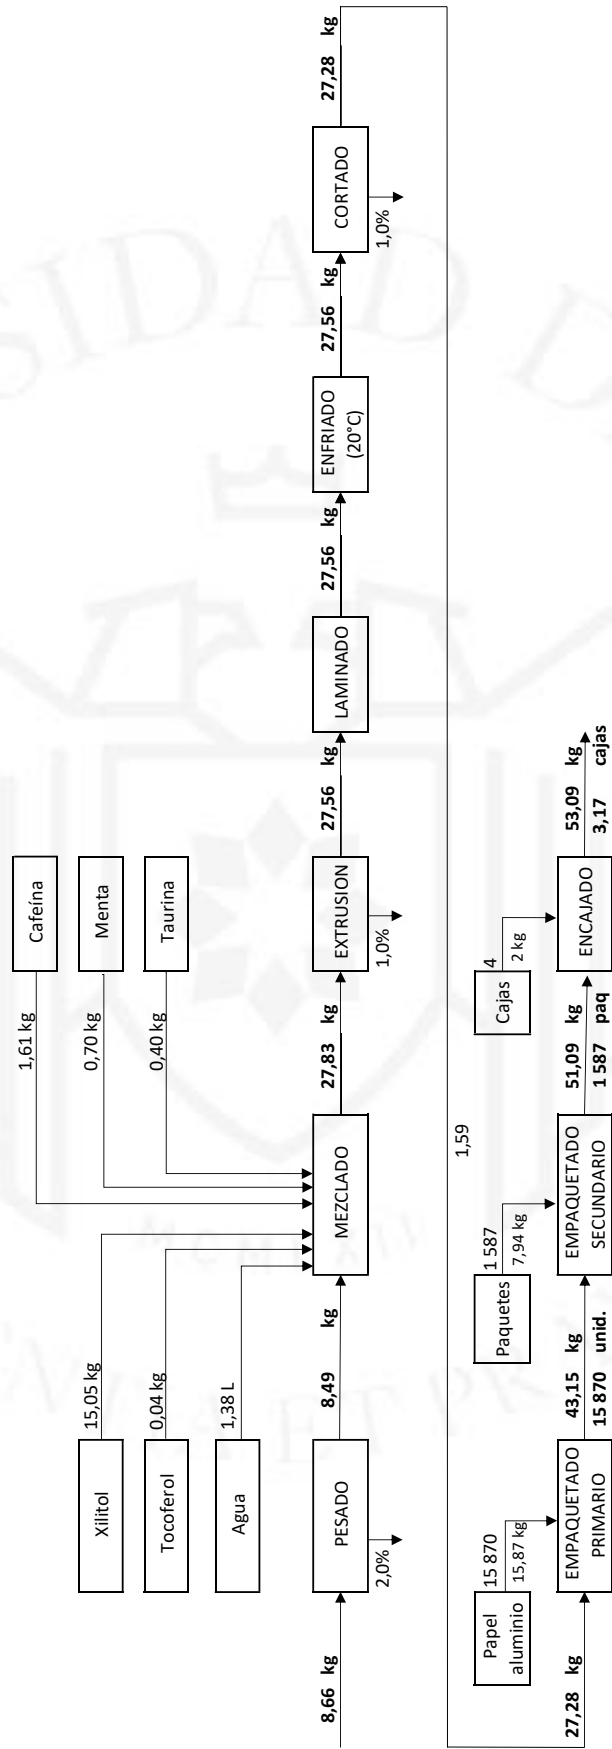 Xilitol
15,05 kg
Tocoferol
0,04 kg
Agua
1,38 L
Cafeína
1,61 kg
Menta
0,70 kg
Taurina
0,40 kg
8,66 kg
PESADO
2,0%
8,49 kg
MEZCLADO
27,83 kg
EXTRUSION
1,0%
27,56 kg
LAMINADO
27,56 kg
ENFRIADO
(20°C)
27,56 kg
CORTADO
1,0%
27,28 kg
1,59
27,28 kg
Papel
aluminio
15 870
15,87 kg
EMPAQUETADO
PRIMARIO
43,15 kg
15 870 unid.
Paquetes
1 587
7,94 kg
EMPAQUETADO
SECUNDARIO
51,09 kg
1 587 paq
Cajas
4
2 kg
ENCAJADO
53,09 kg
3,17 cajas